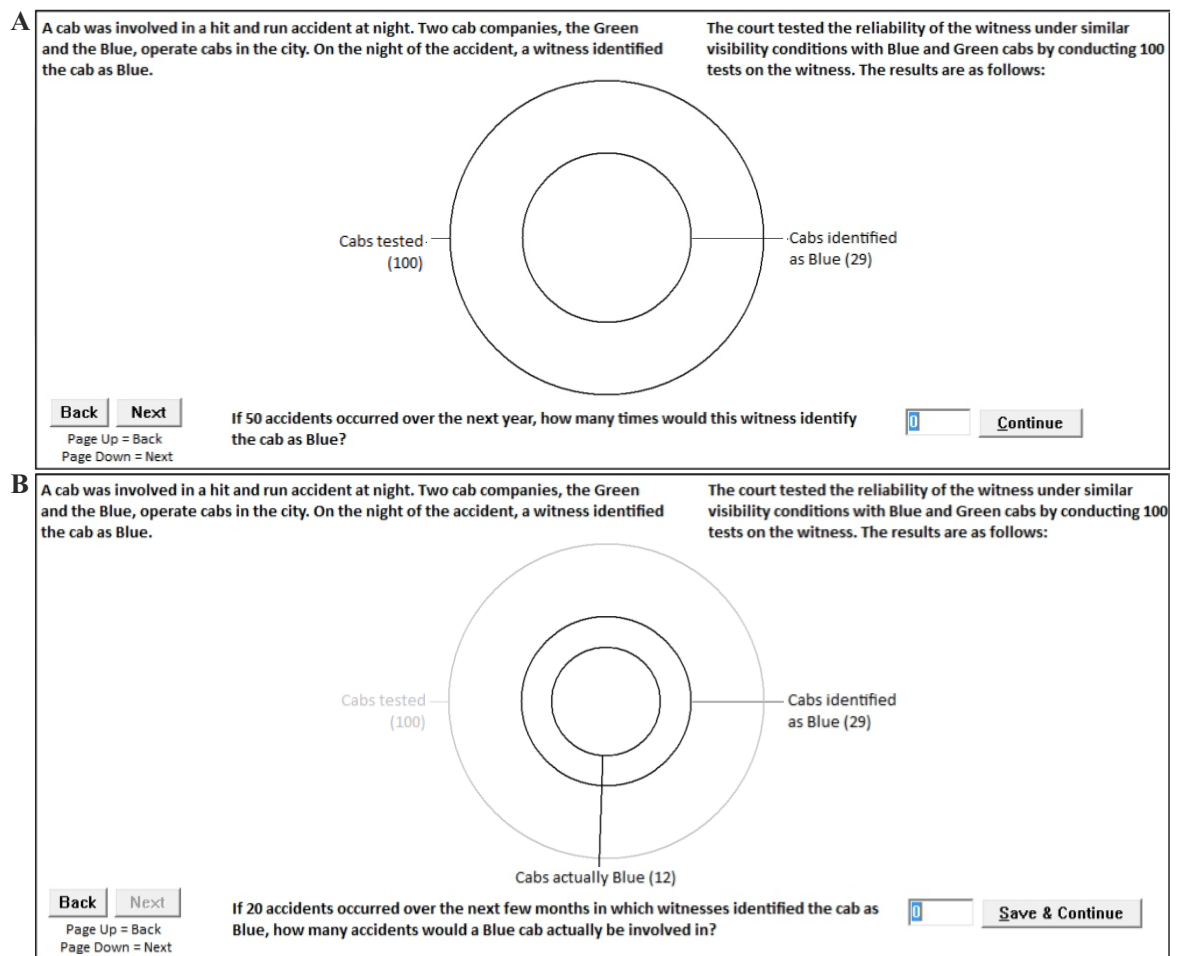 A
A cab was involved in a hit and run accident at night. Two cab companies, the Green
and the Blue, operate cabs in the city. On the night of the accident, a witness identified
the cab as Blue.
The court tested the reliability of the witness under similar
visibility conditions with Blue and Green cabs by conducting 100
tests on the witness. The results are as follows:
Cabs tested
(100)
Cabs identified
as Blue (29)
Back Next
Page Up = Back
Page Down = Next
If 50 accidents occurred over the next year, how many times would this witness identify
the cab as Blue?
0
Continue
B
A cab was involved in a hit and run accident at night. Two cab companies, the Green
and the Blue, operate cabs in the city. On the night of the accident, a witness identified
the cab as Blue.
The court tested the reliability of the witness under similar
visibility conditions with Blue and Green cabs by conducting 100
tests on the witness. The results are as follows:
Cabs tested
(100)
Cabs identified
as Blue (29)
Cabs actually Blue (12)
Back Next
Page Up = Back
Page Down = Next
If 20 accidents occurred over the next few months in which witnesses identified the cab as
Blue, how many accidents would a Blue cab actually be involved in?
0
Save & Continue